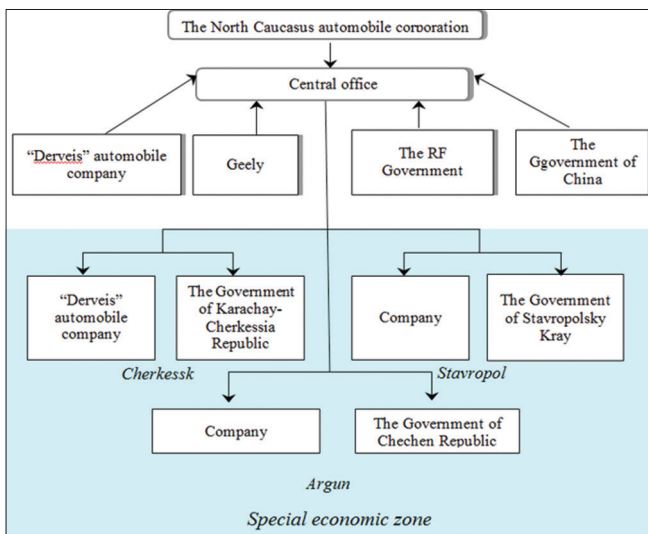 The North Caucasus automobile corporation
Central office
“Derveis” automobile
company
Geely
The RF
Government
The
Ggovernment of
China
“Derveis”
automobile
company
The Government
of Karachay-
Cherkessia
Republic
Company
The Government
of Stavropolsky
Kray
Cherkessk
Stavropol
Company
The Government of
Chechen Republic
Argun
Special economic zone